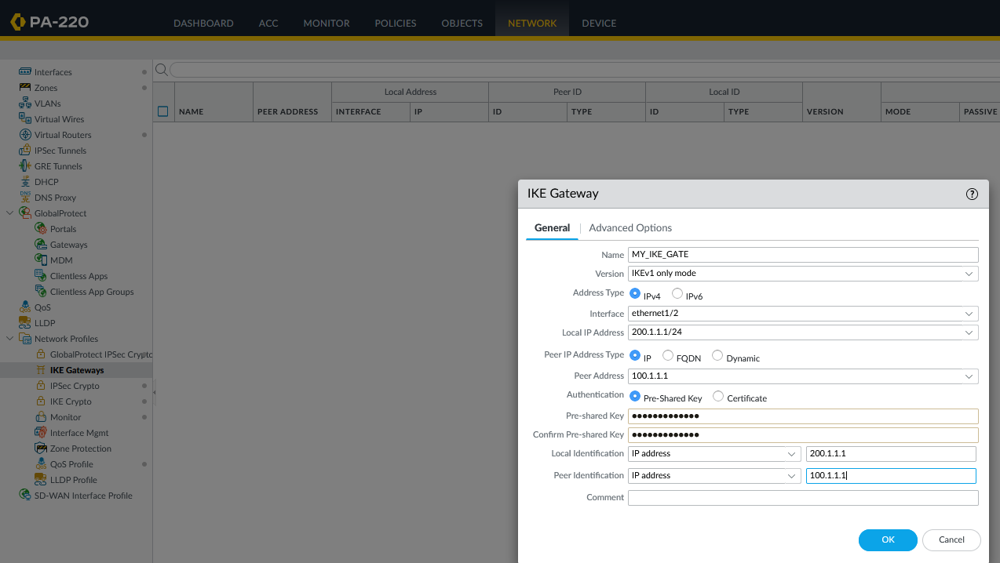 PA-220
DASHBOARD ACC MONITOR POLICIES OBJECTS NETWORK DEVICE
Interfaces
Zones
VLANs
Virtual Wires
Virtual Routers
IPSec Tunnels
GRE Tunnels
DHCP
DNS Proxy
GlobalProtect
Portals
Gateways
MDM
Clientless Apps
Clientless App Groups
QoS
LLDP
Network Profiles
GlobalProtect IPSec Crypto
IKE Gateways
IPSec Crypto
IKE Crypto
Monitor
Interface Mgmt
Zone Protection
QoS Profile
LLDP Profile
SD-WAN Interface Profile
Local Address Peer ID Local ID
NAME PEER ADDRESS INTERFACE IP ID TYPE ID TYPE VERSION MODE PASSIVE
IKE Gateway
General Advanced Options
Name MY_IKE_GATE
Version IKEv1 only mode
Address Type IPv4 IPv6
Interface ethernet1/2
Local IP Address 200.1.1.1/24
Peer IP Address Type IP FQDN Dynamic
Peer Address 100.1.1.1
Authentication Pre-Shared Key Certificate
Pre-shared Key •••••••••••••
Confirm Pre-shared Key •••••••••••••
Local Identification IP address 200.1.1.1
Peer Identification IP address 100.1.1.1
Comment
OK Cancel